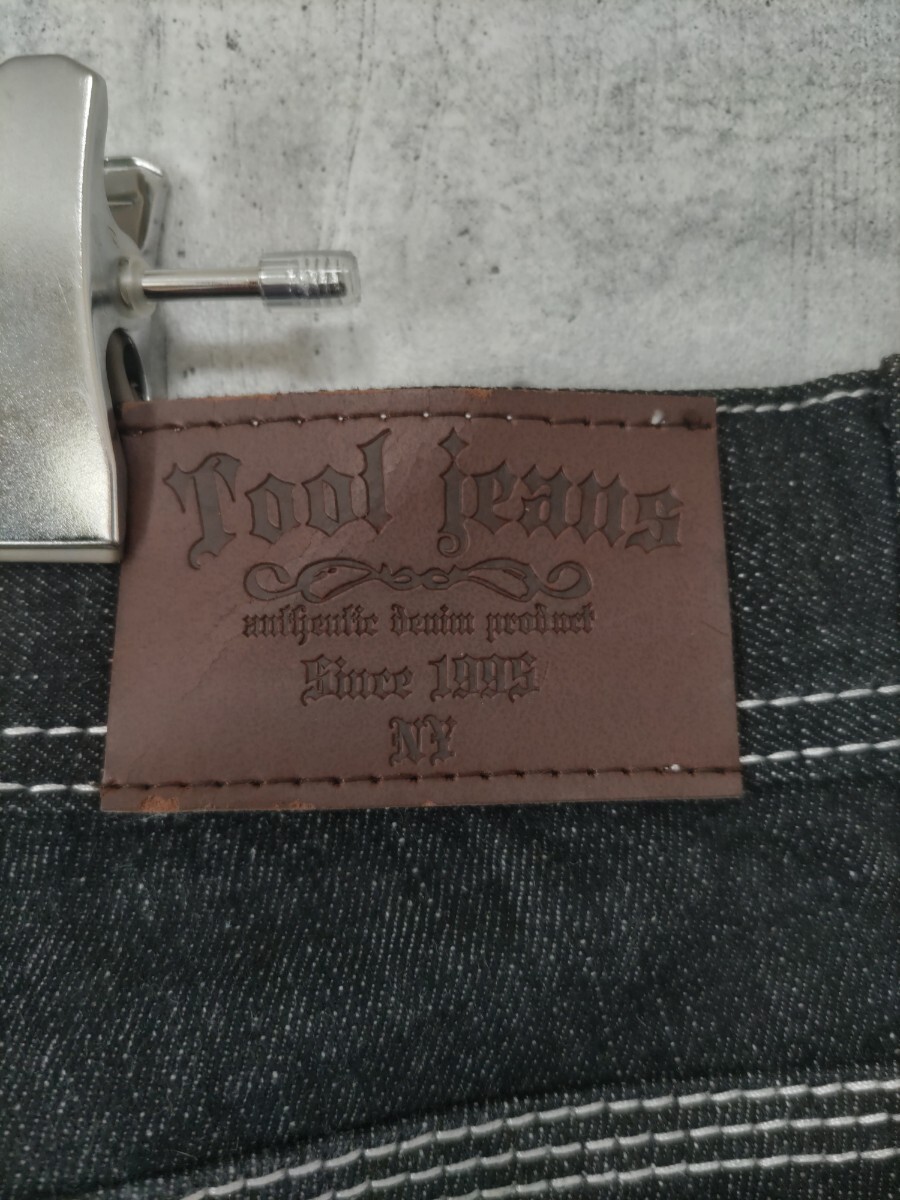 Tool jeans
authentic denim product
Since 1995
NY